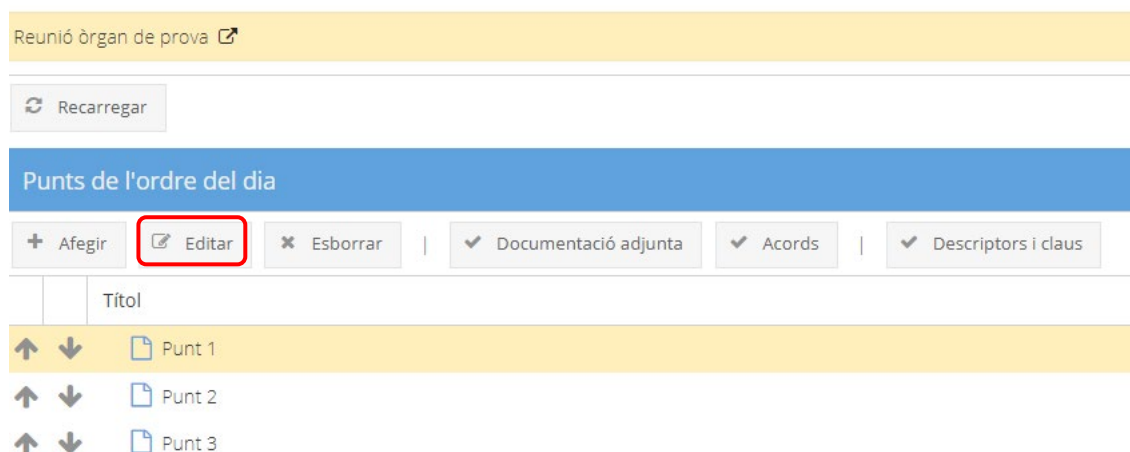 Reunió òrgan de prova
Recarregar
Punts de l'ordre del dia
Afegir Editar Esborrar | Documentació adjunta Acords | Descriptors i claus
Títol
Punt 1
Punt 2
Punt 3